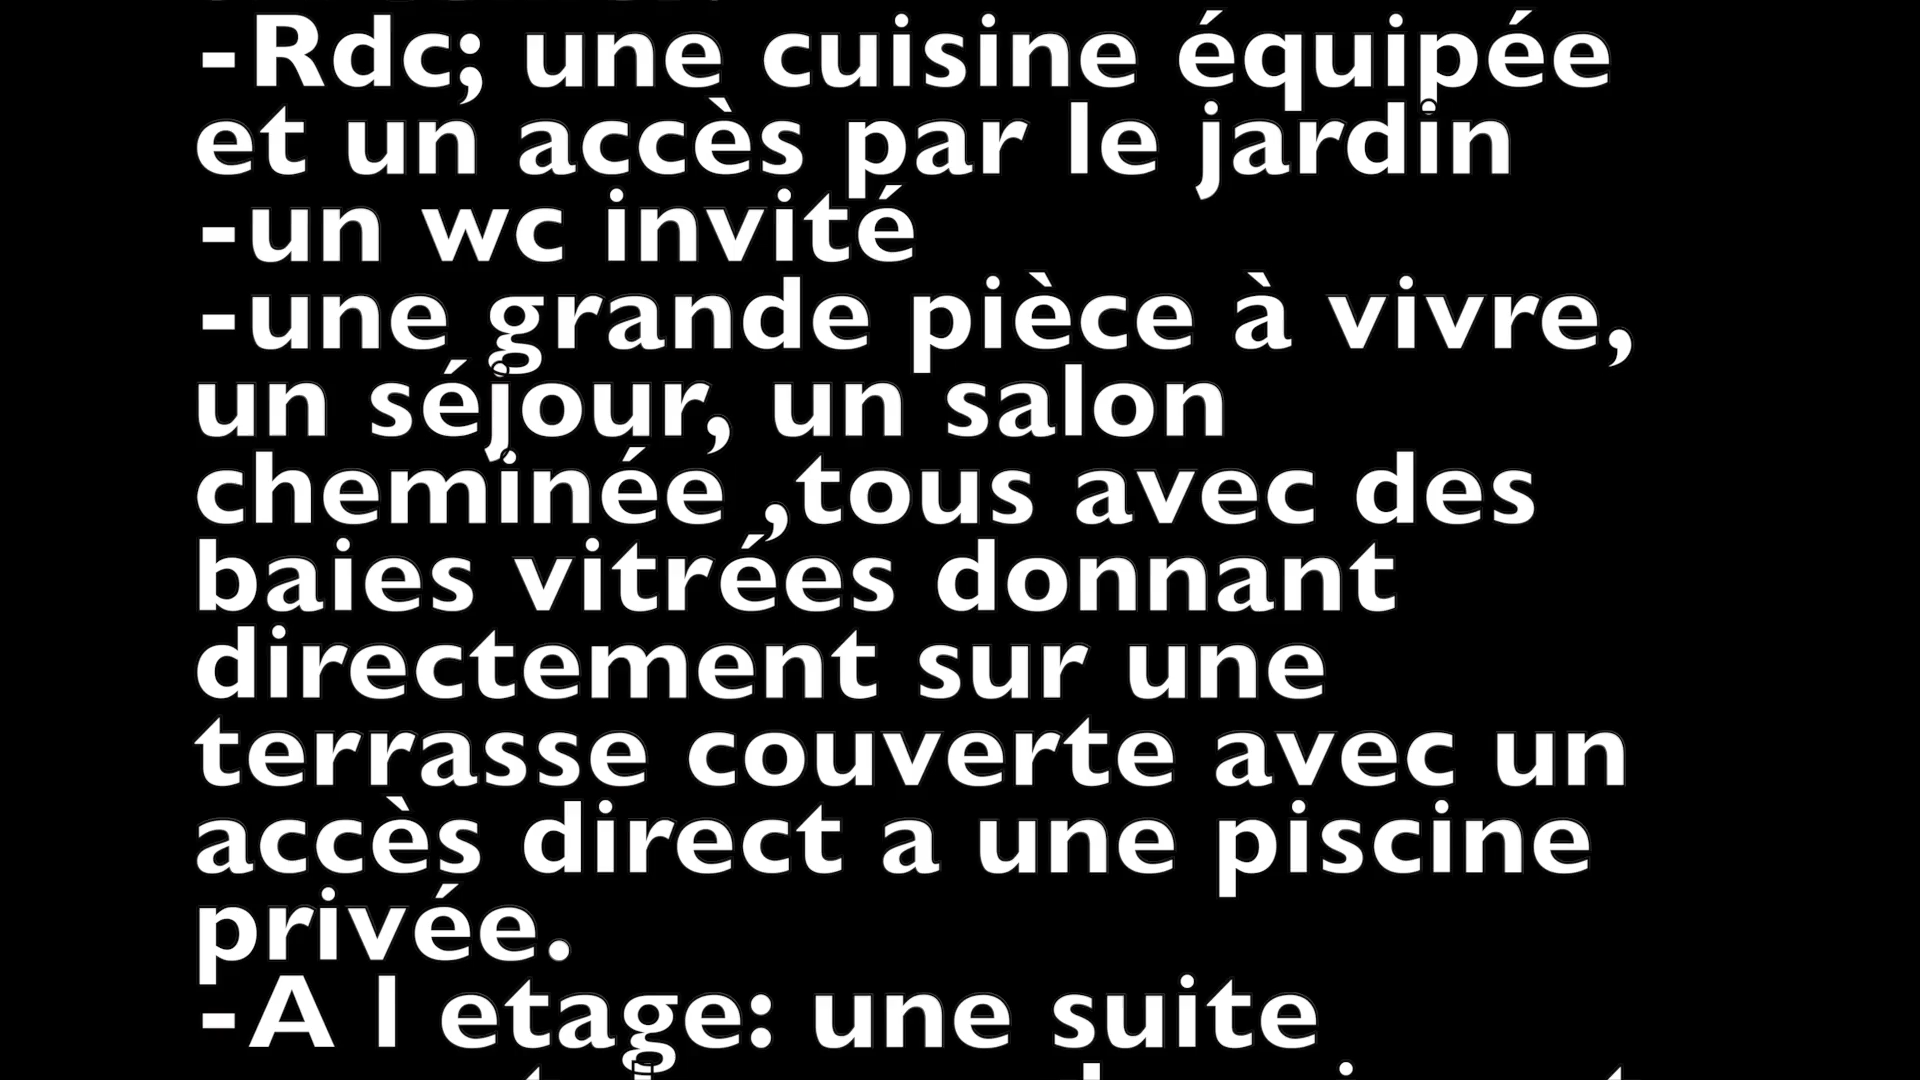 -Rdc; une cuisine équipée
et un accès par le jardin
-un wc invité
-une grande pièce à vivre,
un séjour, un salon
cheminée ,tous avec des
baies vitrées donnant
directement sur une
terrasse couverte avec un
accès direct a une piscine
privée.
-A l etage: une suite